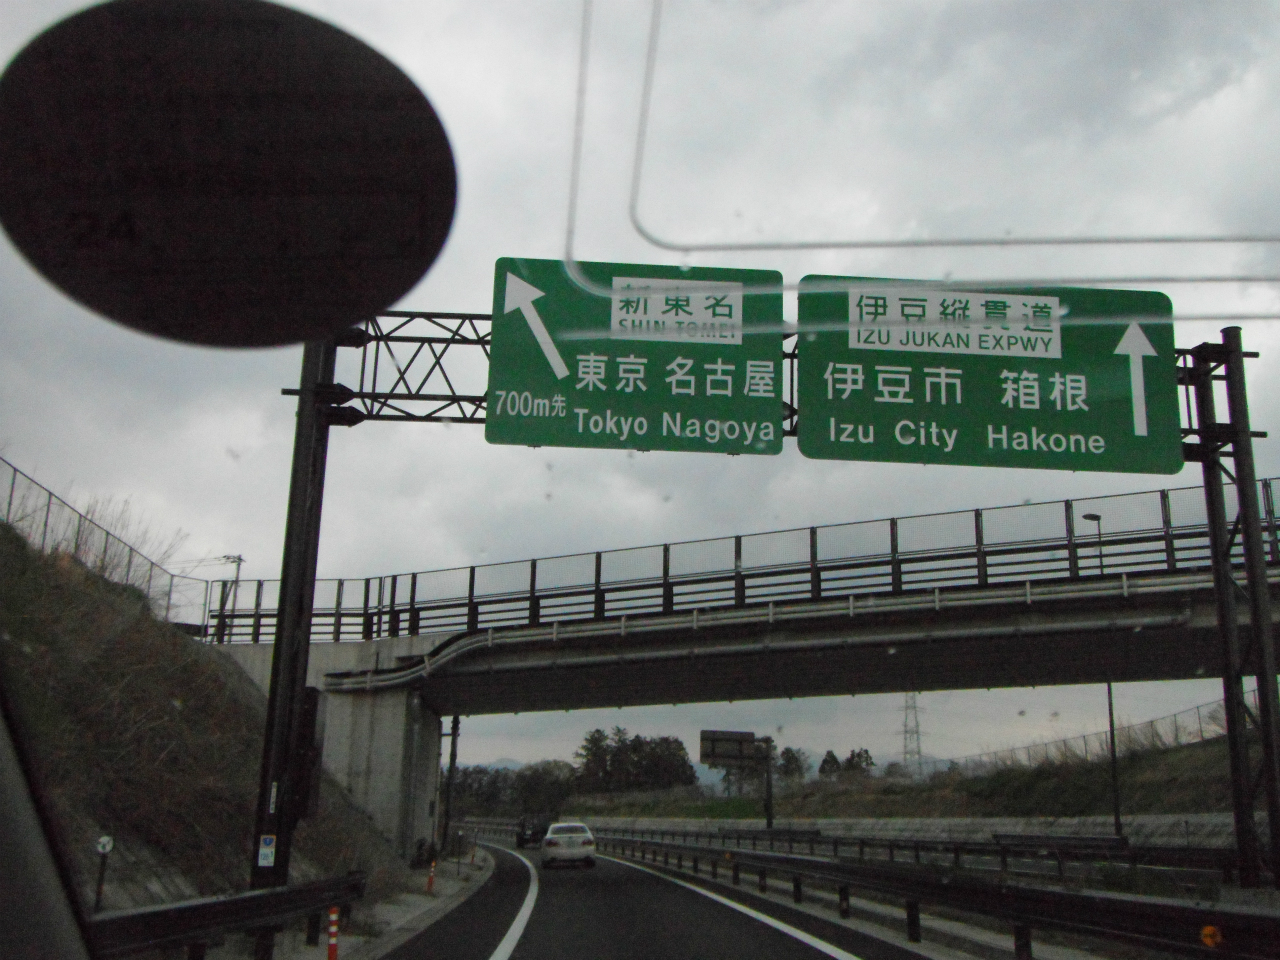 新東名
SHIN-TOMEI
東京 名古屋
700m先
Tokyo Nagoya
伊豆縦貫道
IZU JUKAN EXPWY
伊豆市 箱根
Izu City Hakone